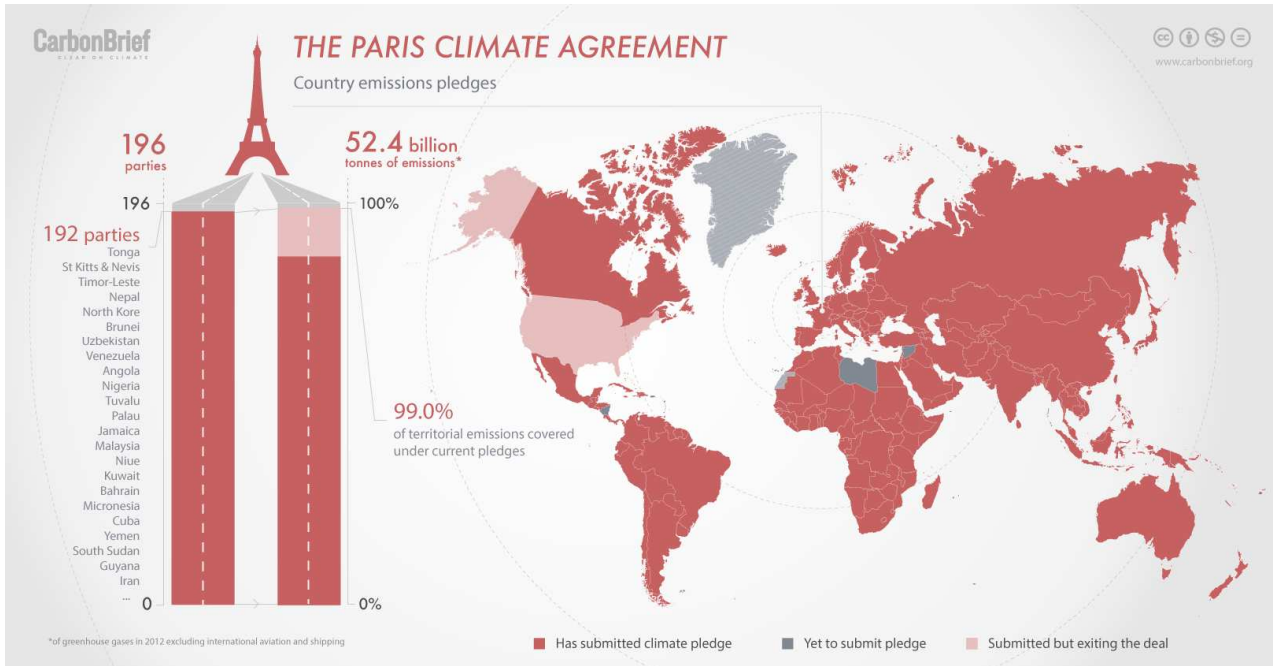 CarbonBrief
CLEAR ON CLIMATE
THE PARIS CLIMATE AGREEMENT
Country emissions pledges
www.carbonbrief.org
196
parties
52.4 billion
tonnes of emissions*
196
100%
192 parties
Tonga
St Kitts & Nevis
Timor-Leste
Nepal
North Kore
Brunei
Uzbekistan
Venezuela
Angola
Nigeria
Tuvalu
Palau
Jamaica
Malaysia
Niue
Kuwait
Bahrain
Micronesia
Cuba
Yemen
South Sudan
Guyana
Iran
...
0
0%
99.0%
of territorial emissions covered
under current pledges
*of greenhouse gases in 2012 excluding international aviation and shipping
Has submitted climate pledge
Yet to submit pledge
Submitted but exiting the deal